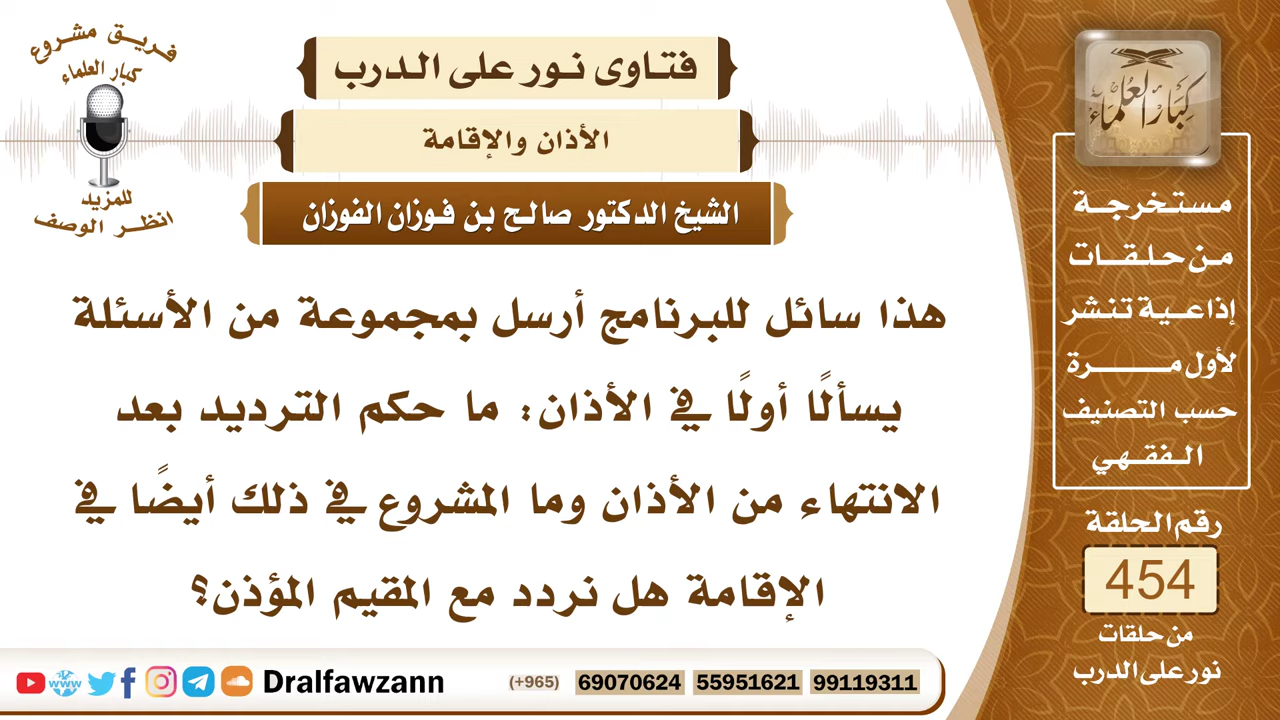 فريق مشروع
كبار العلماء
للمزيد
انظر الوصف
فتاوى نور على الدرب
الأذان والإقامة
الشيخ الدكتور صالح بن فوزان الفوزان
هذا سائل للبرنامج أرسل بمجموعة من الأسئلة
يسألًا أولًا في الأذان: ما حكم الترديد بعد
الانتهاء من الأذان وما المشروع في ذلك أيضًا في
الإقامة هل نردد مع المقيم المؤذن؟
كبار العلماء
مستخرجة
من حلقات
إذاعية تنشر
لأول مرة
حسب التصنيف
الفقهي
رقم الحلقة
454
من حلقات
نور على الدرب
www Dralfawzann (+965) 69070624 55951621 99119311